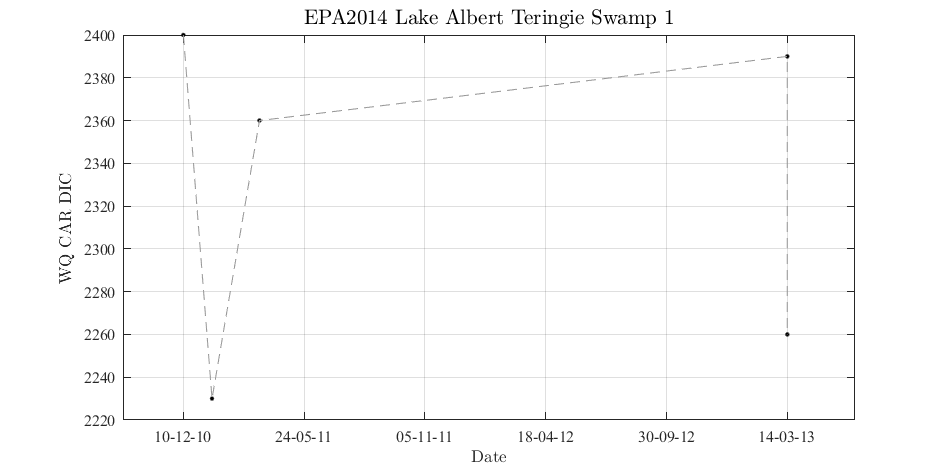 EPA2014 Lake Albert Teringie Swamp 1
2400
2380
2360
2340
2320
2300
2280
2260
2240
2220
WQ CAR DIC
10-12-10 24-05-11 05-11-11 18-04-12 30-09-12 14-03-13
Date